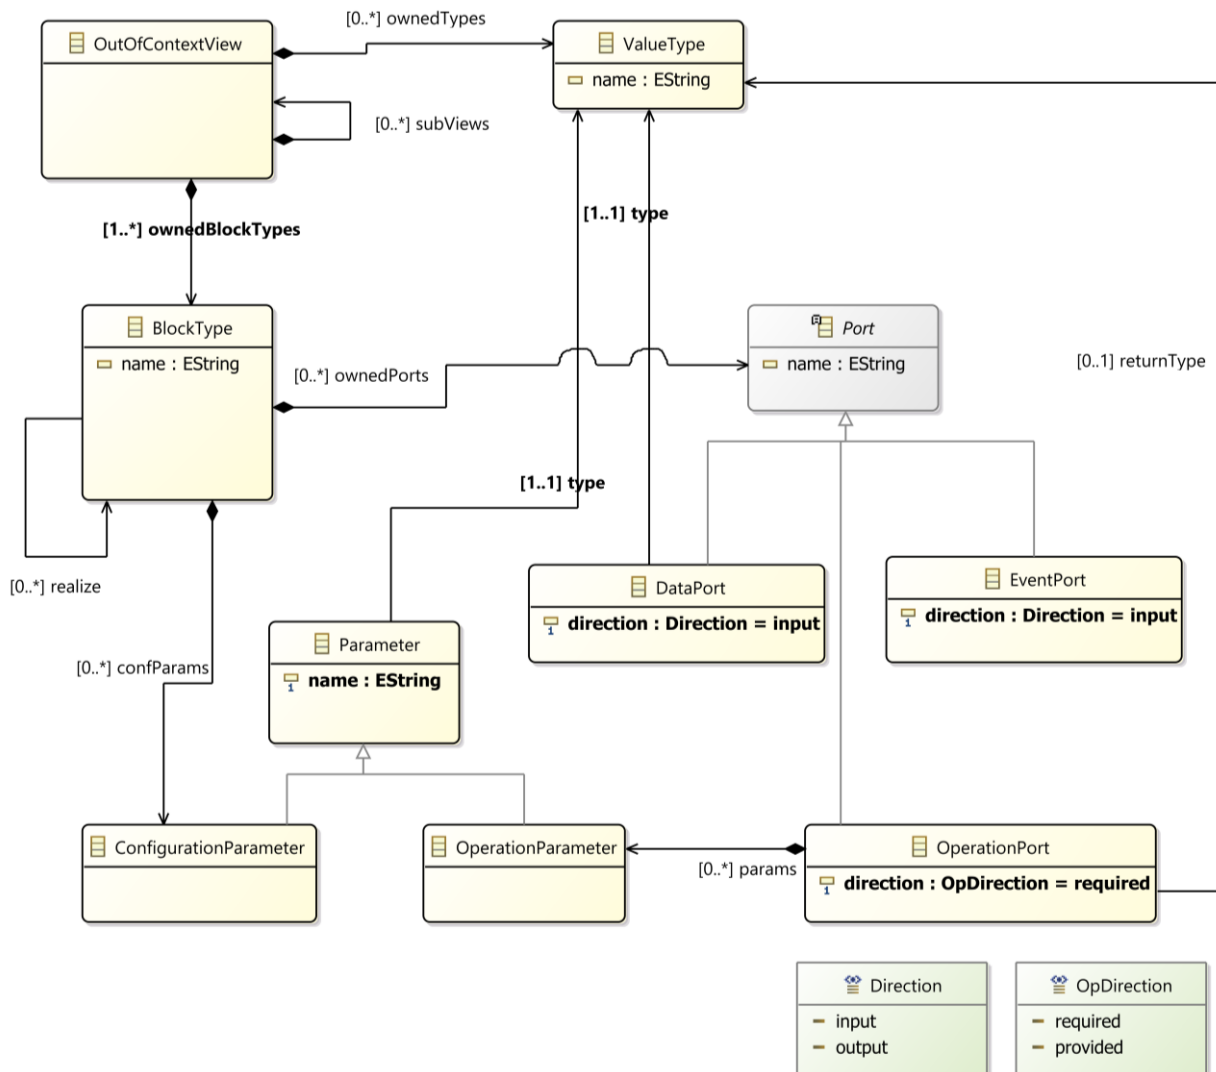 [0..*] ownedTypes
OutOfContextView
ValueType
name : EString
[0..*] subViews
[1..1] type
[1..*] ownedBlockTypes
BlockType
name : EString
Port
name : EString
[0..1] returnType
[0..*] ownedPorts
[1..1] type
[0..*] realize
DataPort
direction : Direction = input
EventPort
direction : Direction = input
Parameter
name : EString
[0..*] confParams
ConfigurationParameter
OperationParameter
[0..*] params
OperationPort
direction : OpDirection = required
Direction
input
output
OpDirection
required
provided